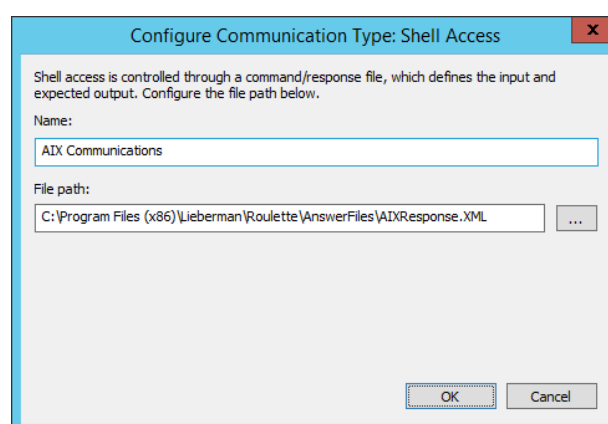 Configure Communication Type: Shell Access
x
Shell access is controlled through a command/response file, which defines the input and
expected output. Configure the file path below.
Name:
AIX Communications
File path:
C:\Program Files (x86)\Lieberman\Roulette\AnswerFiles\AIXResponse.XML
...
OK Cancel